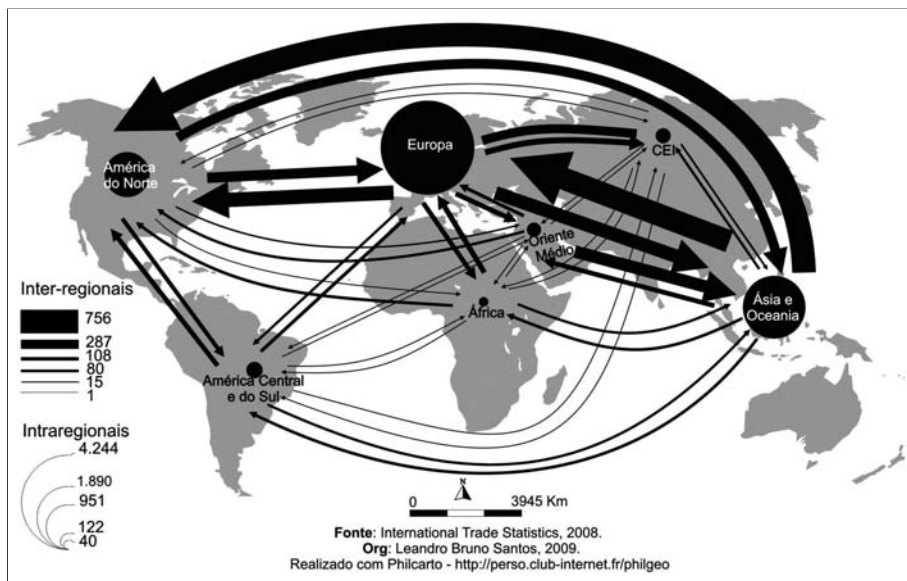 Europa
CEI
América
do Norte
Oriente
Médio
Ásia e
Oceania
África
América Central
e do Sul
Inter-regionais
756
287
108
80
15
1
Intraregionais
4.244
1.890
951
122
40
N
0 3945 Km
Fonte: International Trade Statistics, 2008.
Org: Leandro Bruno Santos, 2009.
Realizado com Philcarto - http://perso.club-internet.fr/philgeo